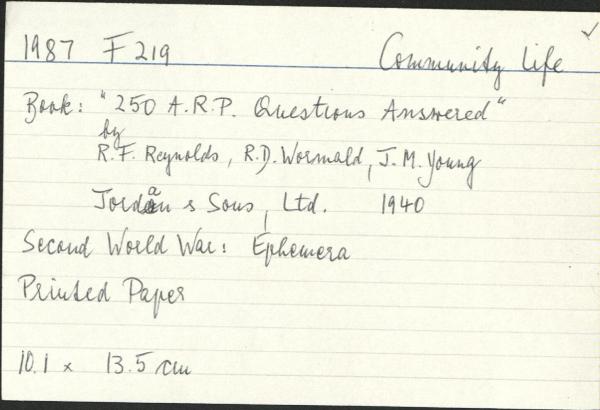 1987 F 219 Community Life ✓
Book: "250 A.R.P. Questions Answered"
by
R.F. Reynolds, R.D. Wormald, J.M. Young
Jordan & Sons, Ltd. 1940
Second World War: Ephemera
Printed Paper
10.1 x 13.5 cm